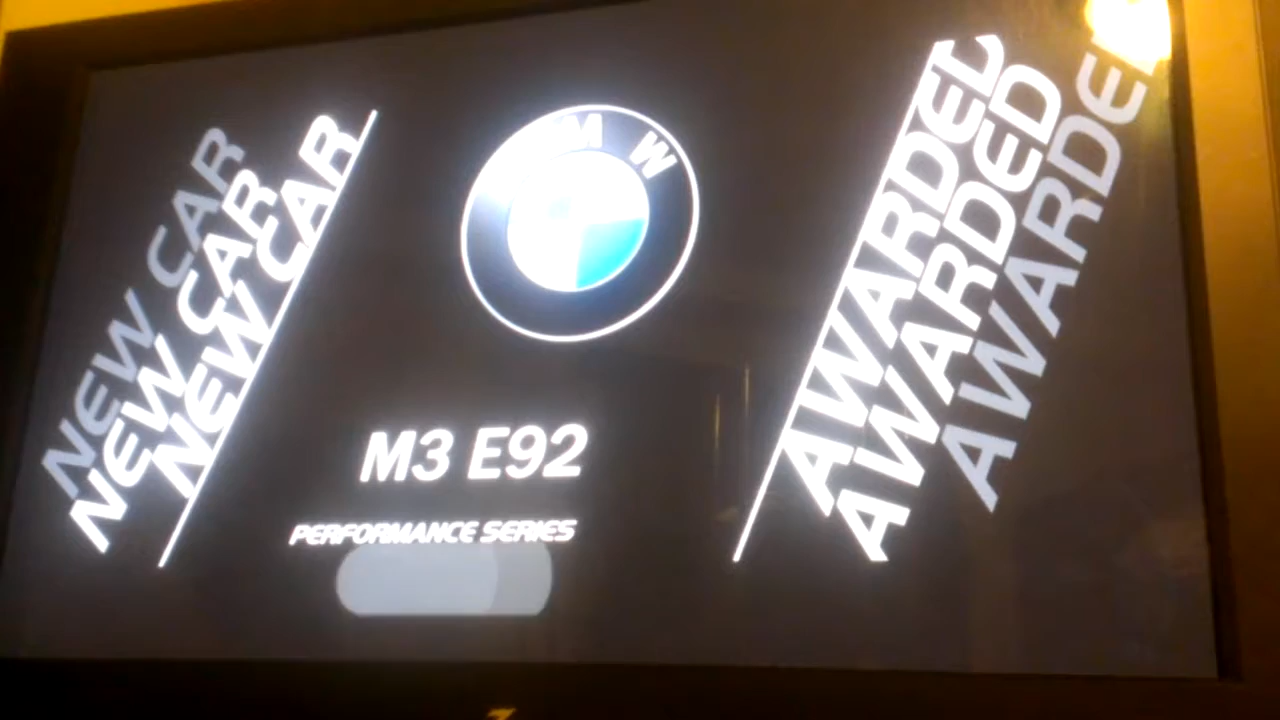 NEW CAR
NEW CAR
NEW CAR
BMW
M3 E92
PERFORMANCE SERIES
AWARDED
AWARDED
AWARDED